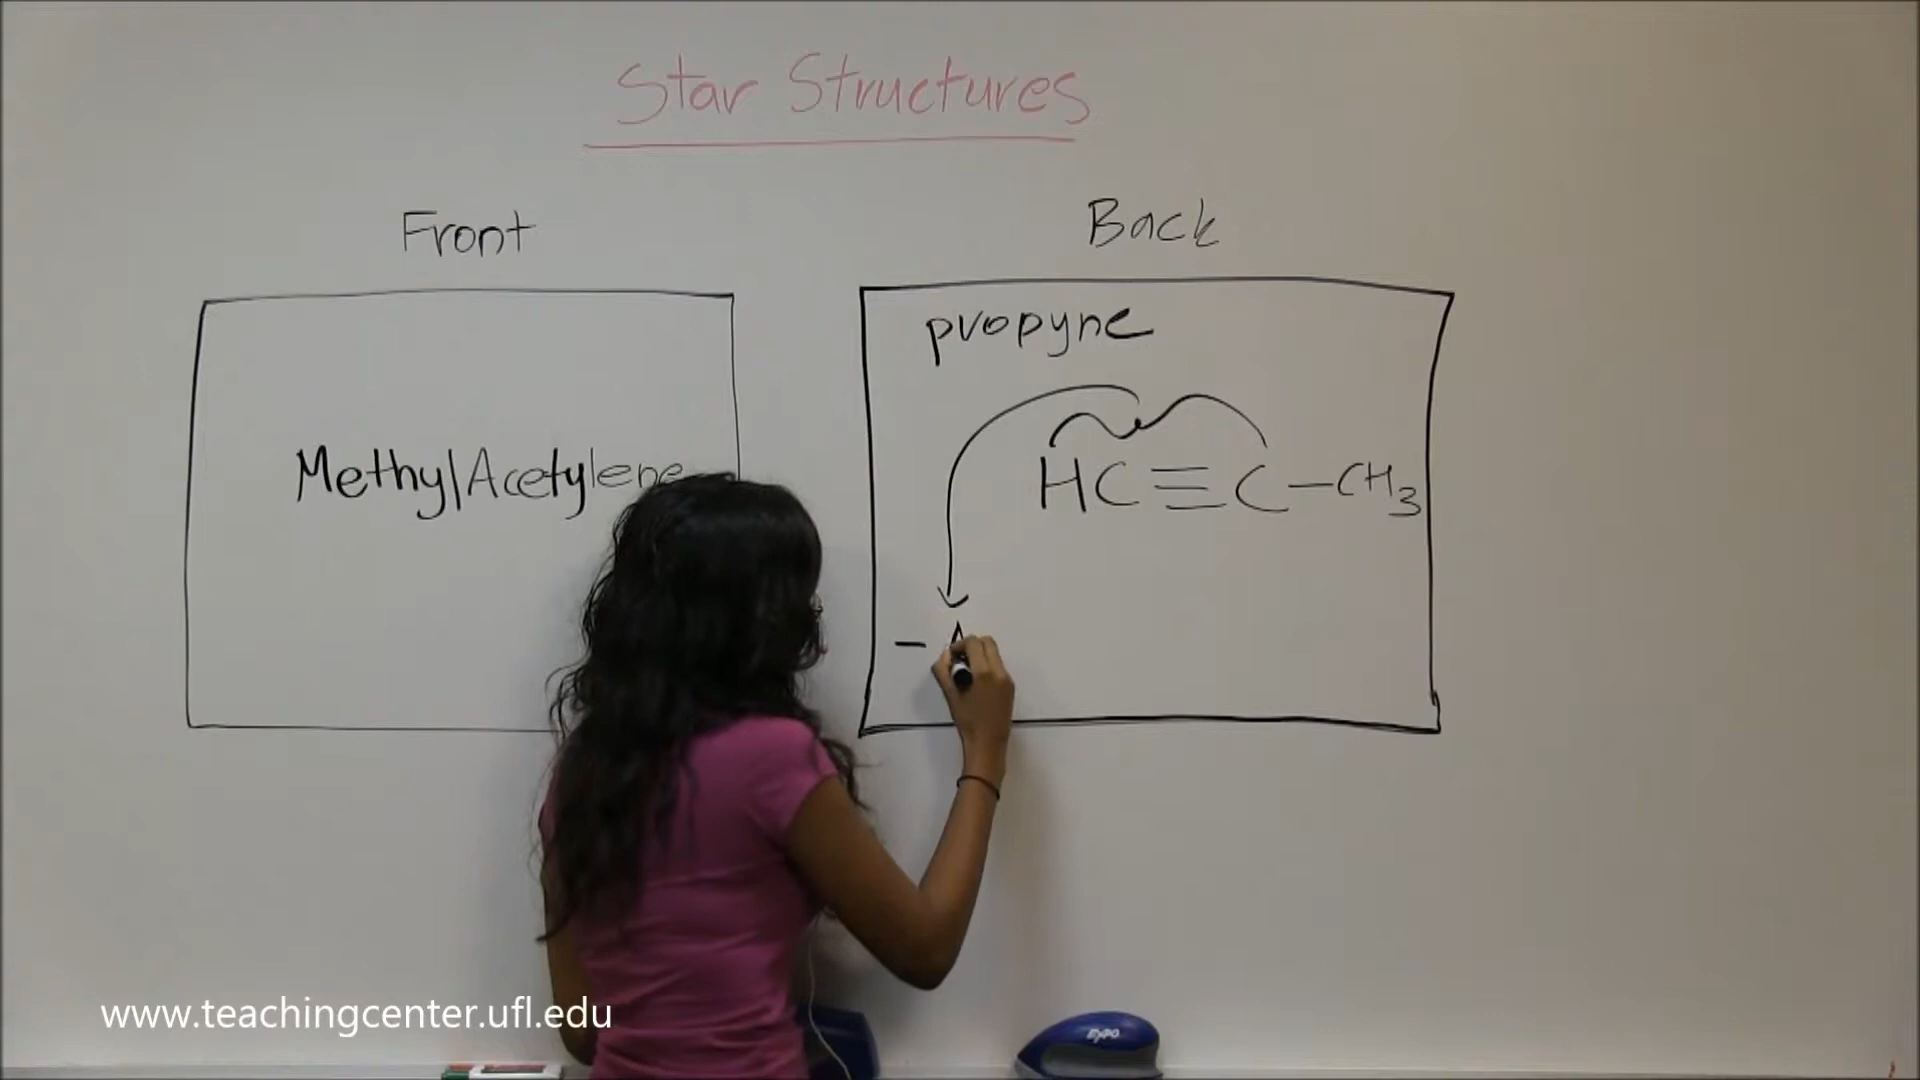 Star Structures
Front
Back
MethylAcetylene
propyne
HC≡C-CH3
-
www.teachingcenter.ufl.edu
EXPO